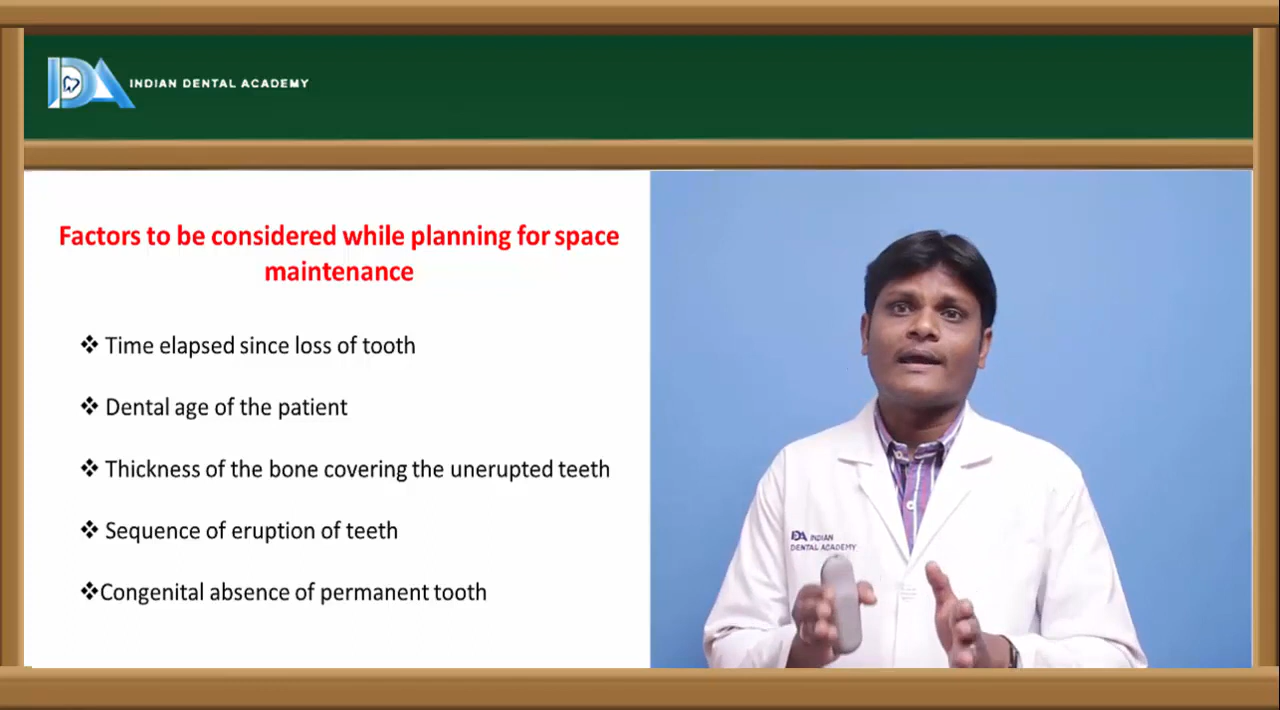 IDA INDIAN DENTAL ACADEMY
Factors to be considered while planning for space
maintenance
❖ Time elapsed since loss of tooth
❖ Dental age of the patient
❖ Thickness of the bone covering the unerupted teeth
❖ Sequence of eruption of teeth
❖Congenital absence of permanent tooth
IDA INDIAN
DENTAL ACADEMY